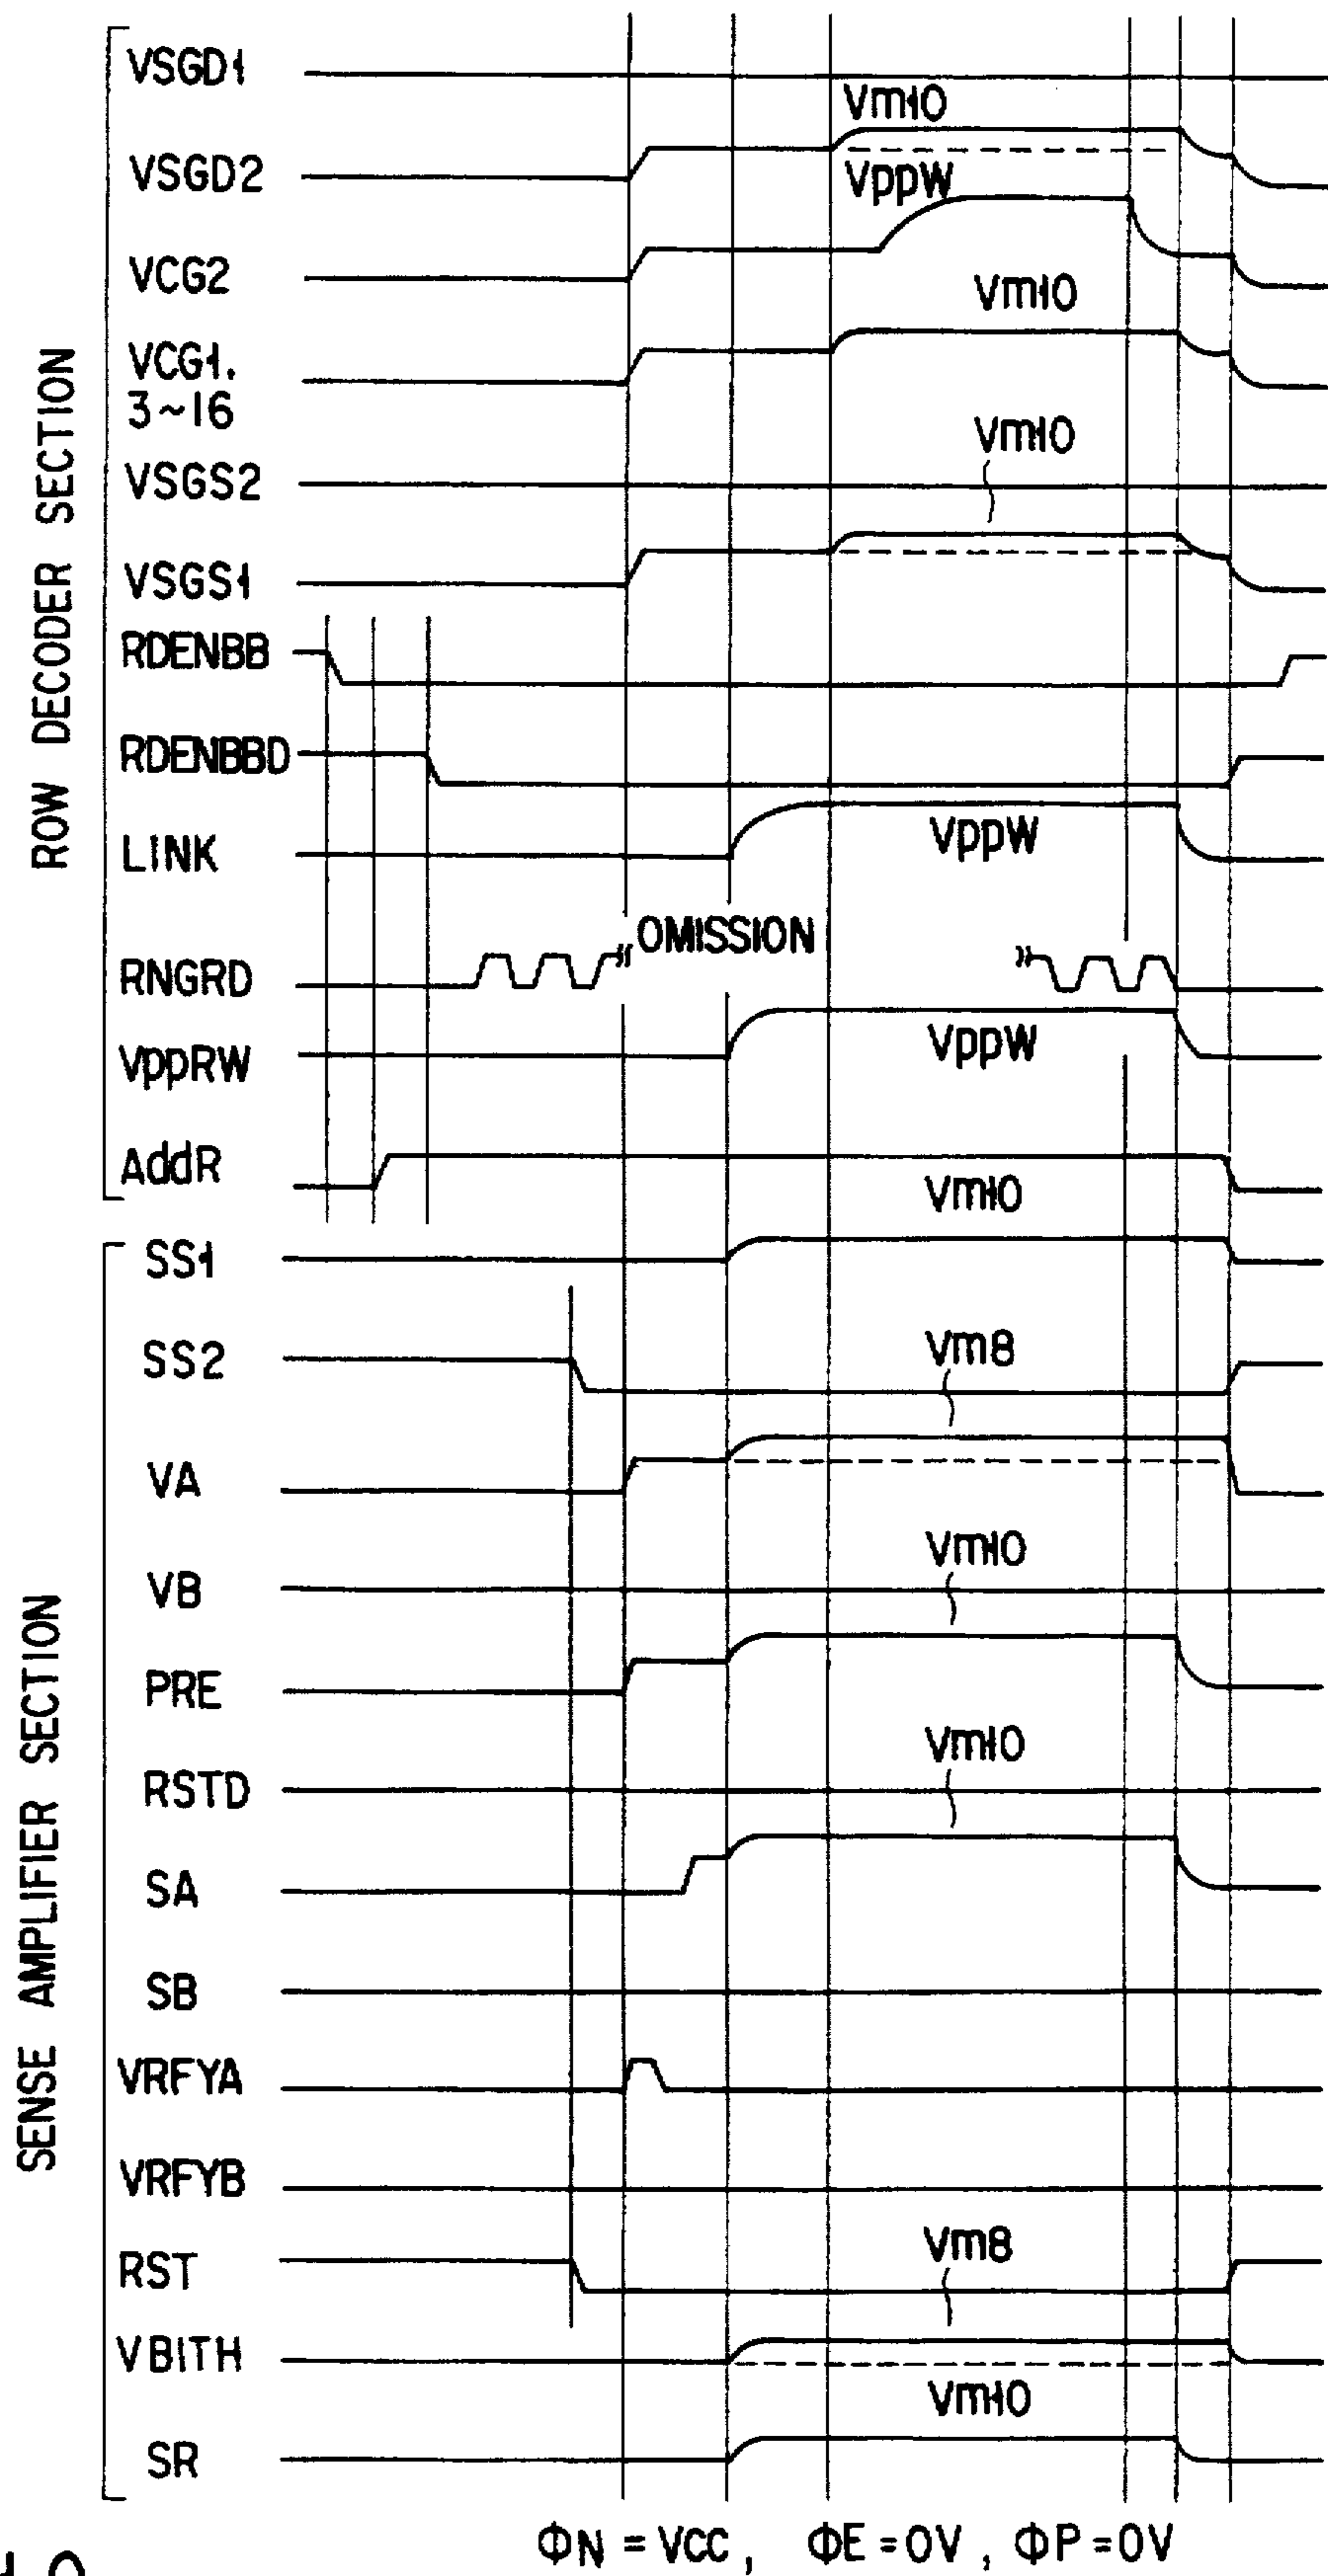 ROW DECODER SECTION
VSGD1
Vm10
VSGD2
VppW
VCG2
Vm10
VCG1.
3~16
Vm10
VSGS2
VSGS1
RDENBB
RDENBBD
LINK
VppW
OMISSION
RNGRD
VppRW
VppW
AddR
Vm10
SENSE AMPLIFIER SECTION
SS1
SS2
Vm8
VA
Vm10
VB
PRE
Vm10
RSTD
SA
SB
VRFYA
VRFYB
RST
Vm8
VBITH
Vm10
SR
ΦN = VCC, ΦE = 0V, ΦP = 0V